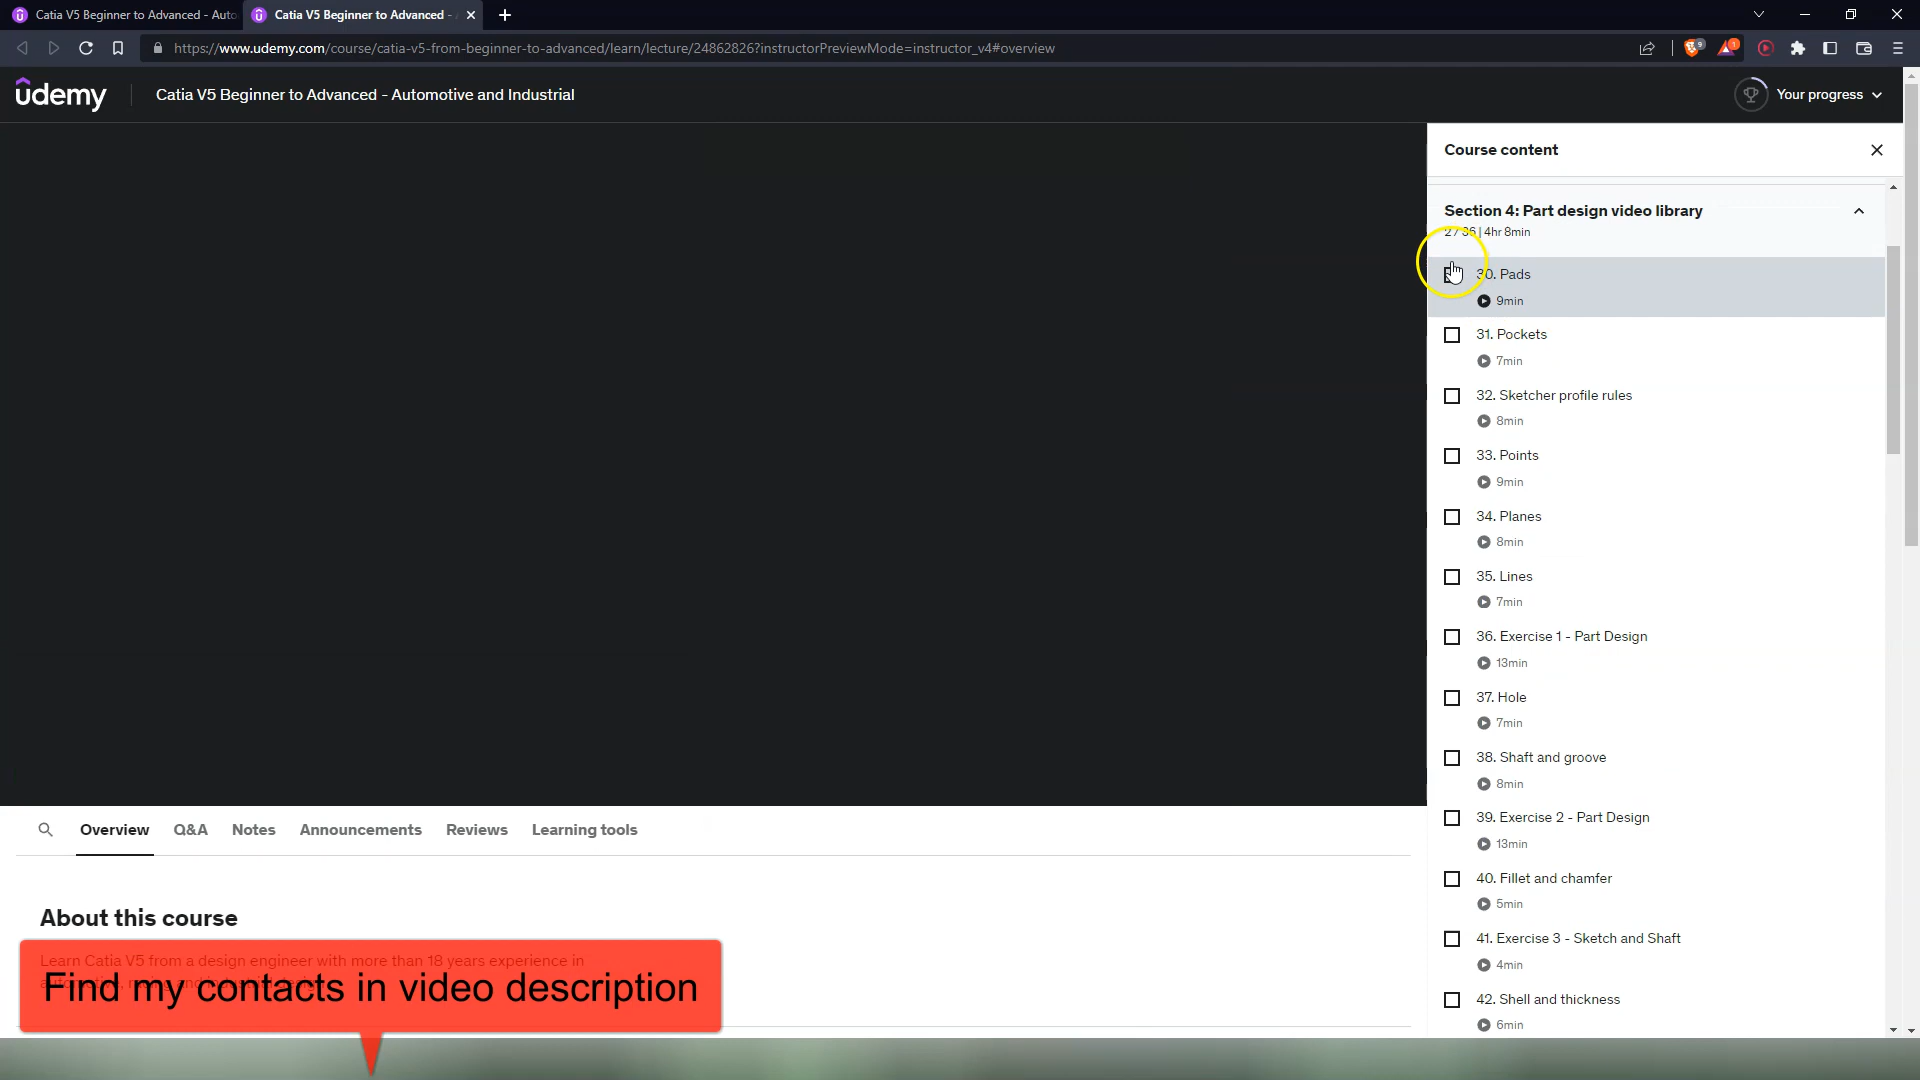 Catia V5 Beginner to Advanced - Auto
Catia V5 Beginner to Advanced -
https://www.udemy.com/course/catia-v5-from-beginner-to-advanced/learn/lecture/24862826?instructorPreviewMode=instructor_v4#overview
9
1
udemy
Catia V5 Beginner to Advanced - Automotive and Industrial
Your progress
Course content
Section 4: Part design video library
2 / 36 | 4hr 8min
30. Pads
9min
31. Pockets
7min
32. Sketcher profile rules
8min
33. Points
9min
34. Planes
8min
35. Lines
7min
36. Exercise 1 - Part Design
13min
37. Hole
7min
38. Shaft and groove
8min
39. Exercise 2 - Part Design
13min
40. Fillet and chamfer
5min
41. Exercise 3 - Sketch and Shaft
4min
42. Shell and thickness
6min
Overview
Q&A
Notes
Announcements
Reviews
Learning tools
About this course
Learn Catia V5 from a design engineer with more than 18 years experience in
Find my contacts in video description